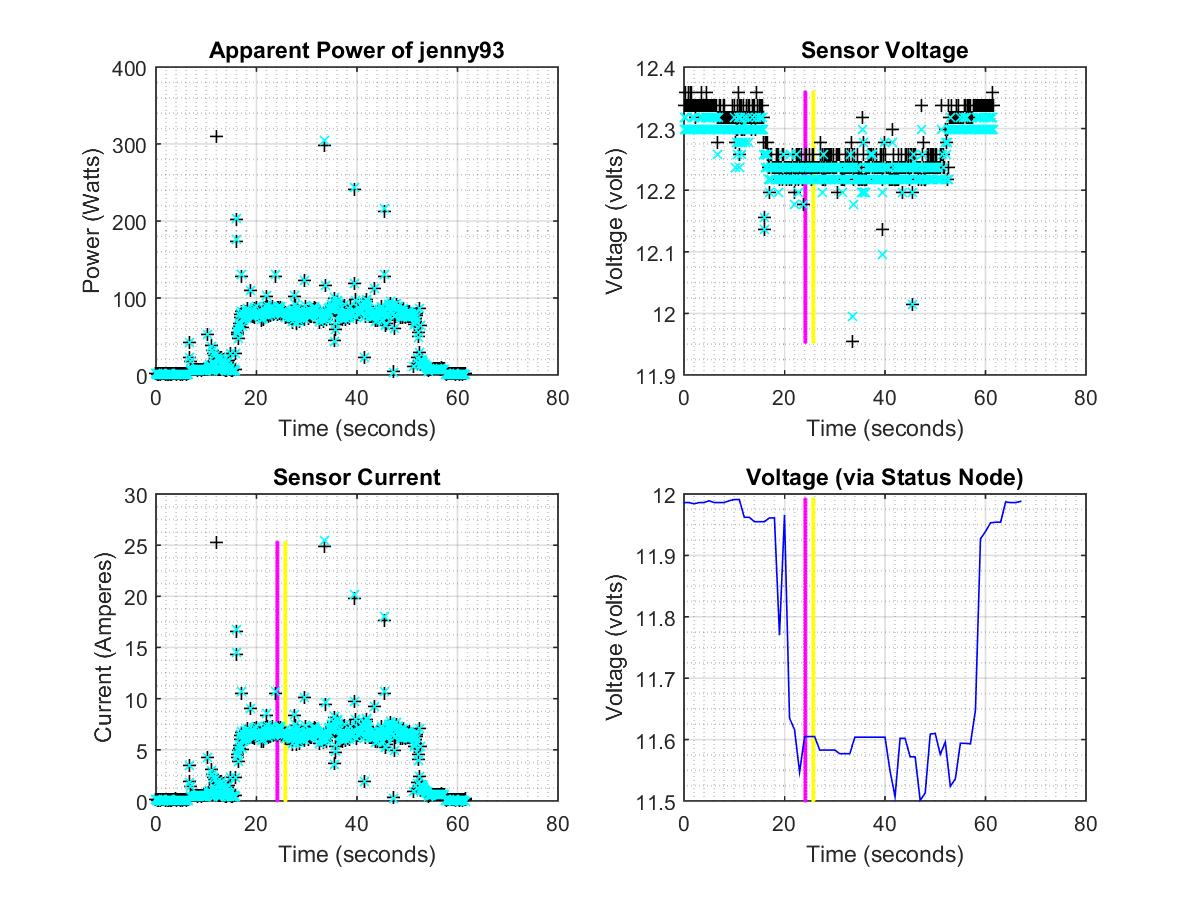 Apparent Power of jenny93
400
300
200
100
0
Power (Watts)
0 20 40 60 80
Time (seconds)
Sensor Voltage
12.4
12.3
12.2
12.1
12
11.9
Voltage (volts)
0 20 40 60 80
Time (seconds)
Sensor Current
30
25
20
15
10
5
0
Current (Amperes)
0 20 40 60 80
Time (seconds)
Voltage (via Status Node)
12
11.9
11.8
11.7
11.6
11.5
Voltage (volts)
0 20 40 60 80
Time (seconds)